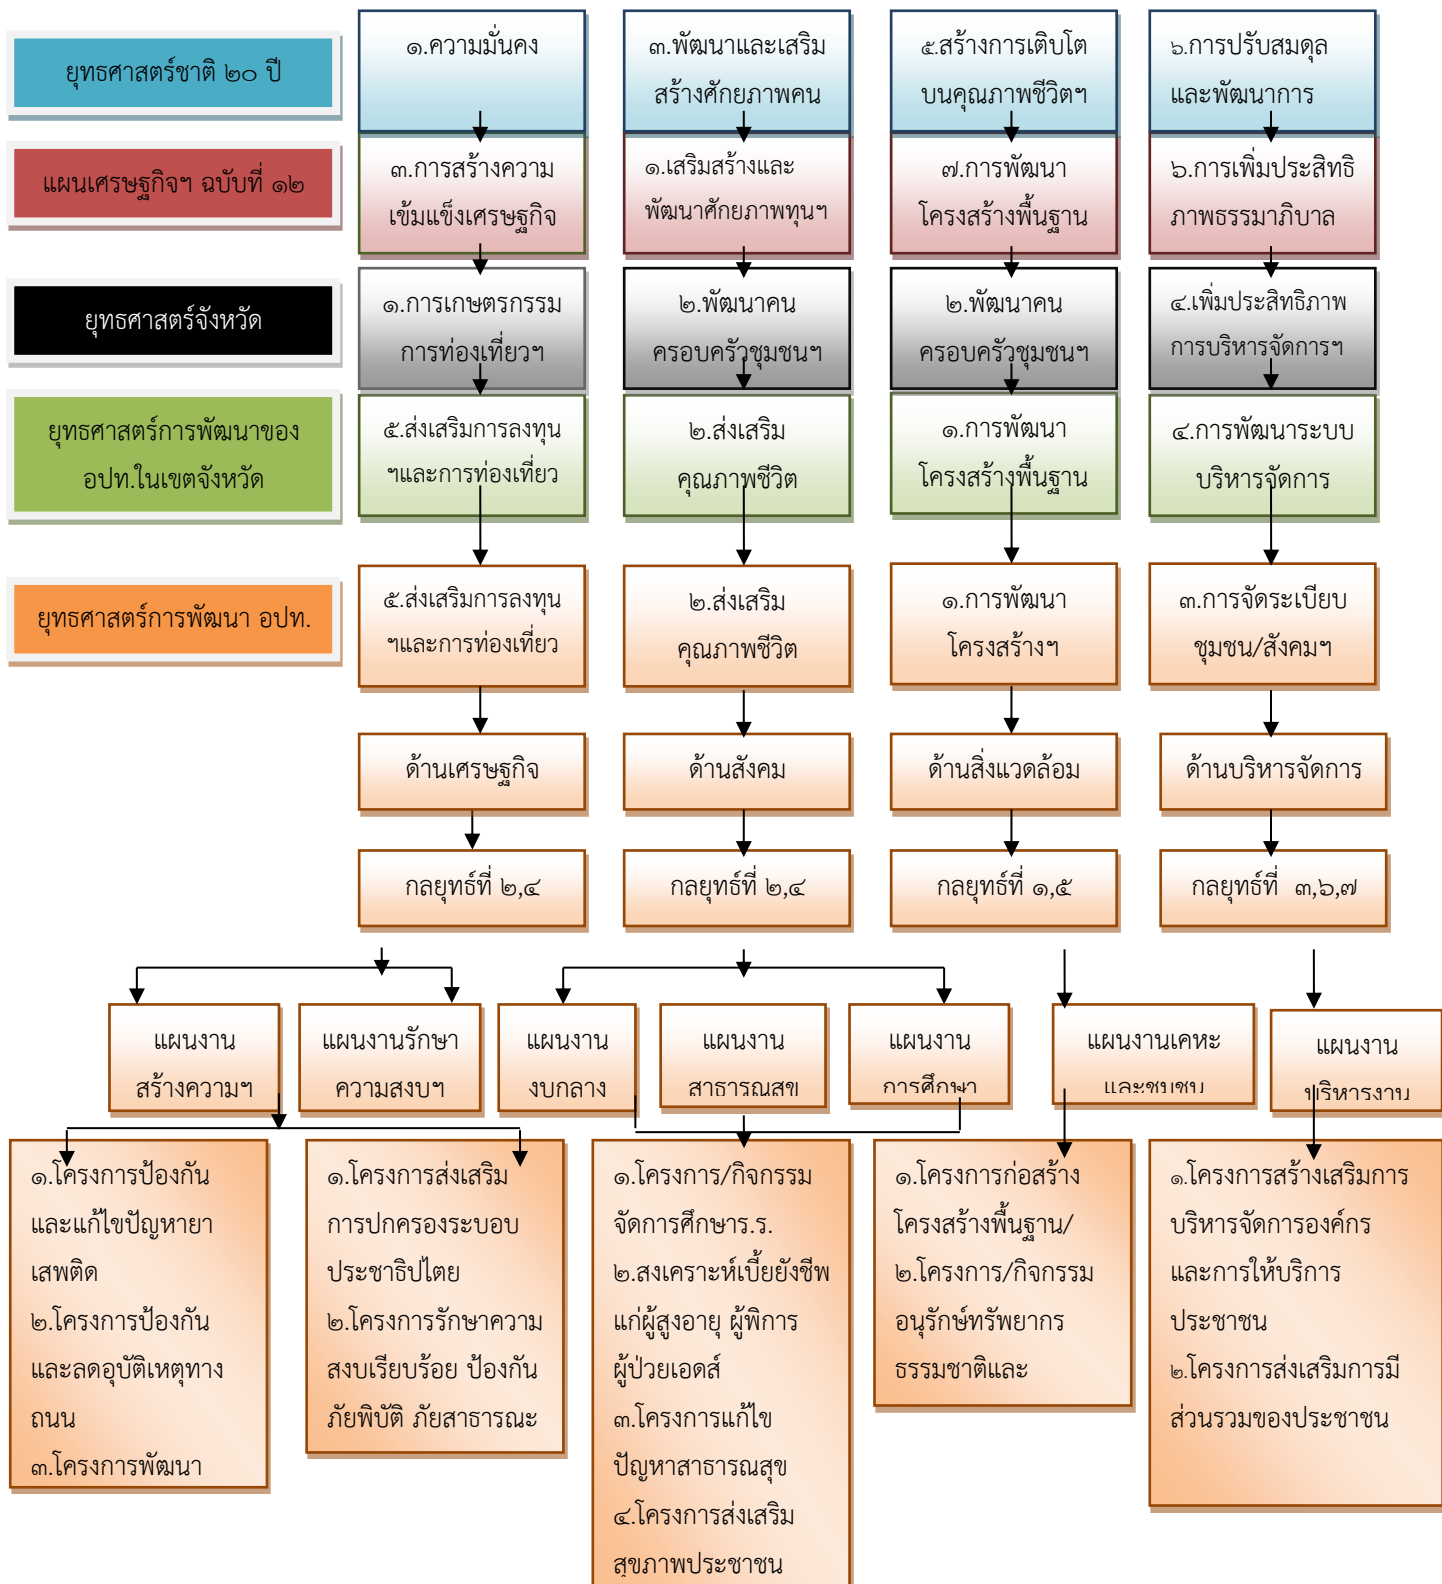 ยุทธศาสตร์ชาติ ๒๐ ปี
๑.ความมั่นคง
๓.พัฒนาและเสริม
สร้างศักยภาพคน
๕.สร้างการเติบโต
บนคุณภาพชีวิตฯ
๖.การปรับสมดุล
และพัฒนาการ
แผนเศรษฐกิจฯ ฉบับที่ ๑๒
๓.การสร้างความ
เข้มแข็งเศรษฐกิจ
๑.เสริมสร้างและ
พัฒนาศักยภาพทุนฯ
๗.การพัฒนา
โครงสร้างพื้นฐาน
๖.การเพิ่มประสิทธิ
ภาพธรรมาภิบาล
ยุทธศาสตร์จังหวัด
๑.การเกษตรกรรม
การท่องเที่ยวฯ
๒.พัฒนาคน
ครอบครัวชุมชนฯ
๒.พัฒนาคน
ครอบครัวชุมชนฯ
๔.เพิ่มประสิทธิภาพ
การบริหารจัดการฯ
ยุทธศาสตร์การพัฒนาของ
อปท.ในเขตจังหวัด
๕.ส่งเสริมการลงทุน
ฯและการท่องเที่ยว
๒.ส่งเสริม
คุณภาพชีวิต
๑.การพัฒนา
โครงสร้างพื้นฐาน
๔.การพัฒนาระบบ
บริหารจัดการ
ยุทธศาสตร์การพัฒนา อปท.
๕.ส่งเสริมการลงทุน
ฯและการท่องเที่ยว
๒.ส่งเสริม
คุณภาพชีวิต
๑.การพัฒนา
โครงสร้างฯ
๓.การจัดระเบียบ
ชุมชน/สังคมฯ
ด้านเศรษฐกิจ
ด้านสังคม
ด้านสิ่งแวดล้อม
ด้านบริหารจัดการ
กลยุทธ์ที่ ๒,๔
กลยุทธ์ที่ ๒,๔
กลยุทธ์ที่ ๑,๕
กลยุทธ์ที่ ๓,๖,๗
แผนงาน
สร้างความฯ
แผนงานรักษา
ความสงบฯ
แผนงาน
งบกลาง
แผนงาน
สาธารณสุข
แผนงาน
การศึกษา
แผนงานเคหะ
และชุมชน
แผนงาน
บริหารงาน
๑.โครงการป้องกัน
และแก้ไขปัญหายา
เสพติด
๒.โครงการป้องกัน
และลดอุบัติเหตุทาง
ถนน
๓.โครงการพัฒนา
๑.โครงการส่งเสริม
การปกครองระบอบ
ประชาธิปไตย
๒.โครงการรักษาความ
สงบเรียบร้อย ป้องกัน
ภัยพิบัติ ภัยสาธารณะ
๑.โครงการ/กิจกรรม
จัดการศึกษาร.ร.
๒.สงเคราะห์เบี้ยยังชีพ
แก่ผู้สูงอายุ ผู้พิการ
ผู้ป่วยเอดส์
๓.โครงการแก้ไข
ปัญหาสาธารณสุข
๔.โครงการส่งเสริม
สุขภาพประชาชน
๑.โครงการก่อสร้าง
โครงสร้างพื้นฐาน/
๒.โครงการ/กิจกรรม
อนุรักษ์ทรัพยากร
ธรรมชาติและ
๑.โครงการสร้างเสริมการ
บริหารจัดการองค์กร
และการให้บริการ
ประชาชน
๒.โครงการส่งเสริมการมี
ส่วนรวมของประชาชน